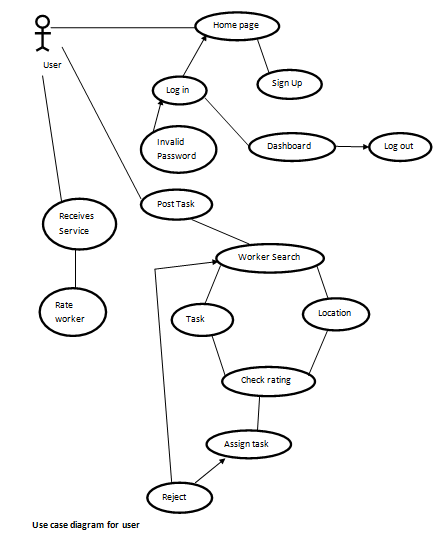 Home page
User
Sign Up
Log in
Invalid
Password
Dashboard
Log out
Post Task
Receives
Service
Worker Search
Rate
worker
Task
Location
Check rating
Assign task
Reject
Use case diagram for user